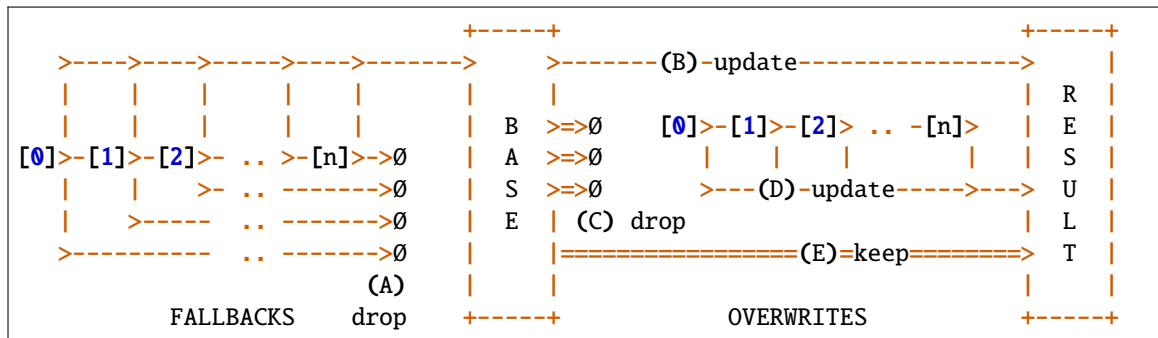 +-----+                                       +-------+
    >---->----->----->------>----->-------->      >-------(B)-update---------------->       |
    |     |     |      |     |        |      |                                       |       |
    |     |     |      |     |        |      |                                       |   R   |
    |     |     |      |     |        |  B   >=>Ø     [0]>-[1]>-[2]> .. -[n]>        |   E   |
[0]>-[1]>-[2]>- .. >-[n]>->Ø          |  A   >=>Ø         |    |    |        |       |   S   |
    |     |     >- .. ------->Ø       |  S   >=>Ø         >---(D)-update----->--->   U   |
    |     >----- .. ------->Ø         |  E   | (C) drop                              |   L   |
    >----------- .. ------->Ø         |      |=================(E)=keep========>   T   |
                          (A)         |      |                                       |       |
         FALLBACKS       drop         +-----+            OVERWRITES                  +-------+